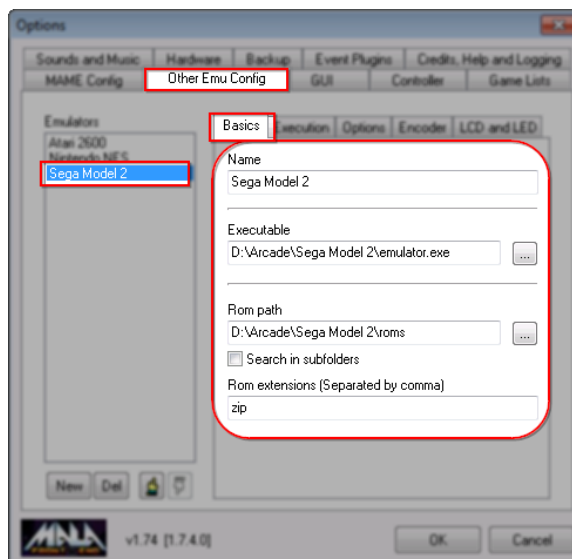 Options
Sounds and Music Hardware Backup Event Plugins Credits, Help and Logging
MAME Config Other Emu Config GUI Controller Game Lists
Emulators
Atari 2600
Nintendo NES
Sega Model 2
Basics Execution Options Encoder LCD and LED
Name
Sega Model 2
Executable
D:\Arcade\Sega Model 2\emulator.exe
...
Rom path
D:\Arcade\Sega Model 2\roms
...
Search in subfolders
Rom extensions (Separated by comma)
zip
New Del
MALA
v1.74 [1.7.4.0]
OK Cancel